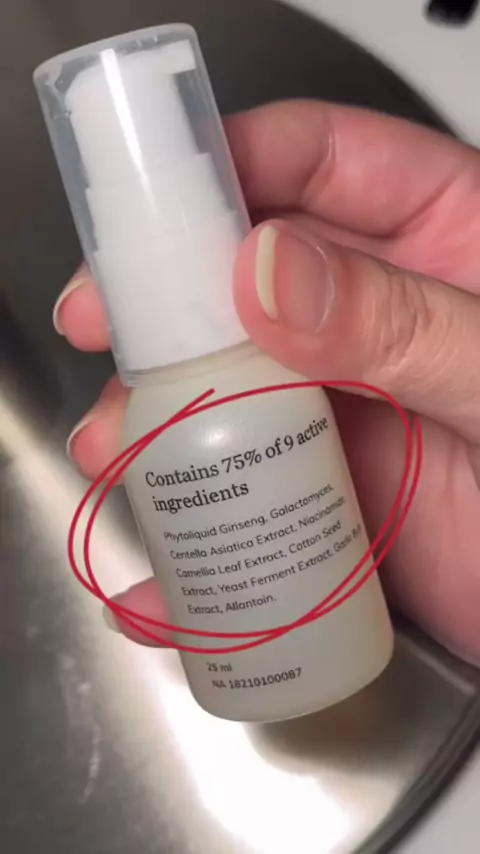 Contains 75% of 9 active
ingredients
Phytoliquid Ginseng, Galactomyces,
Centella Asiatica Extract, Niacinamide,
Camellia Leaf Extract, Cotton Seed
Extract, Yeast Ferment Extract, Garlic
Extract, Allantoin.
25 ml
NA 18210100087